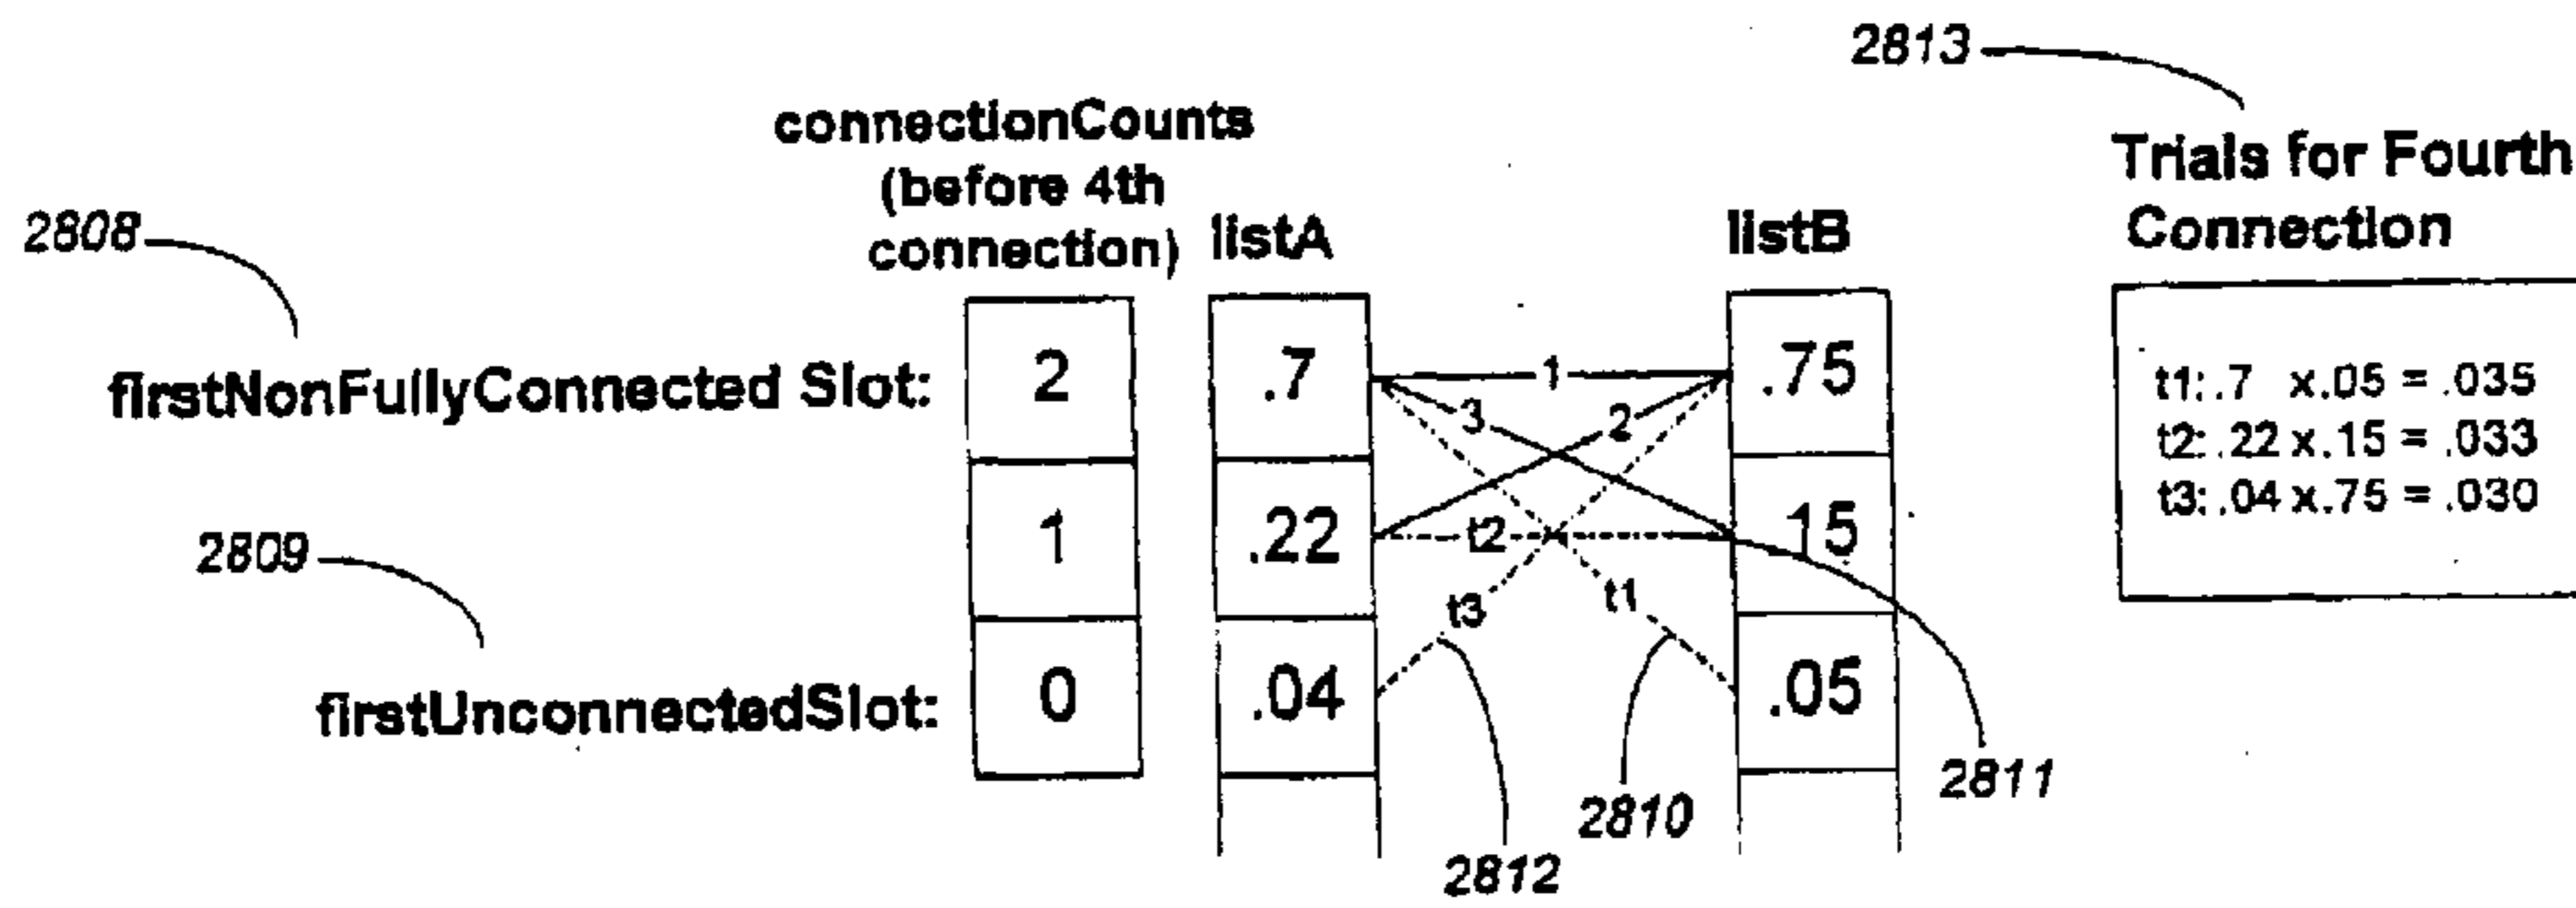 2813
connectionCounts
(before 4th
connection)
listA
listB
Trials for Fourth
Connection
2808
firstNonFullyConnected Slot:
2
.7
1
.75
3
2
t1: .7 x.05 = .035
t2: .22 x.15 = .033
t3: .04 x.75 = .030
2809
1
.22
t2
.15
t3
t1
firstUnconnectedSlot:
0
.04
.05
2810
2811
2812